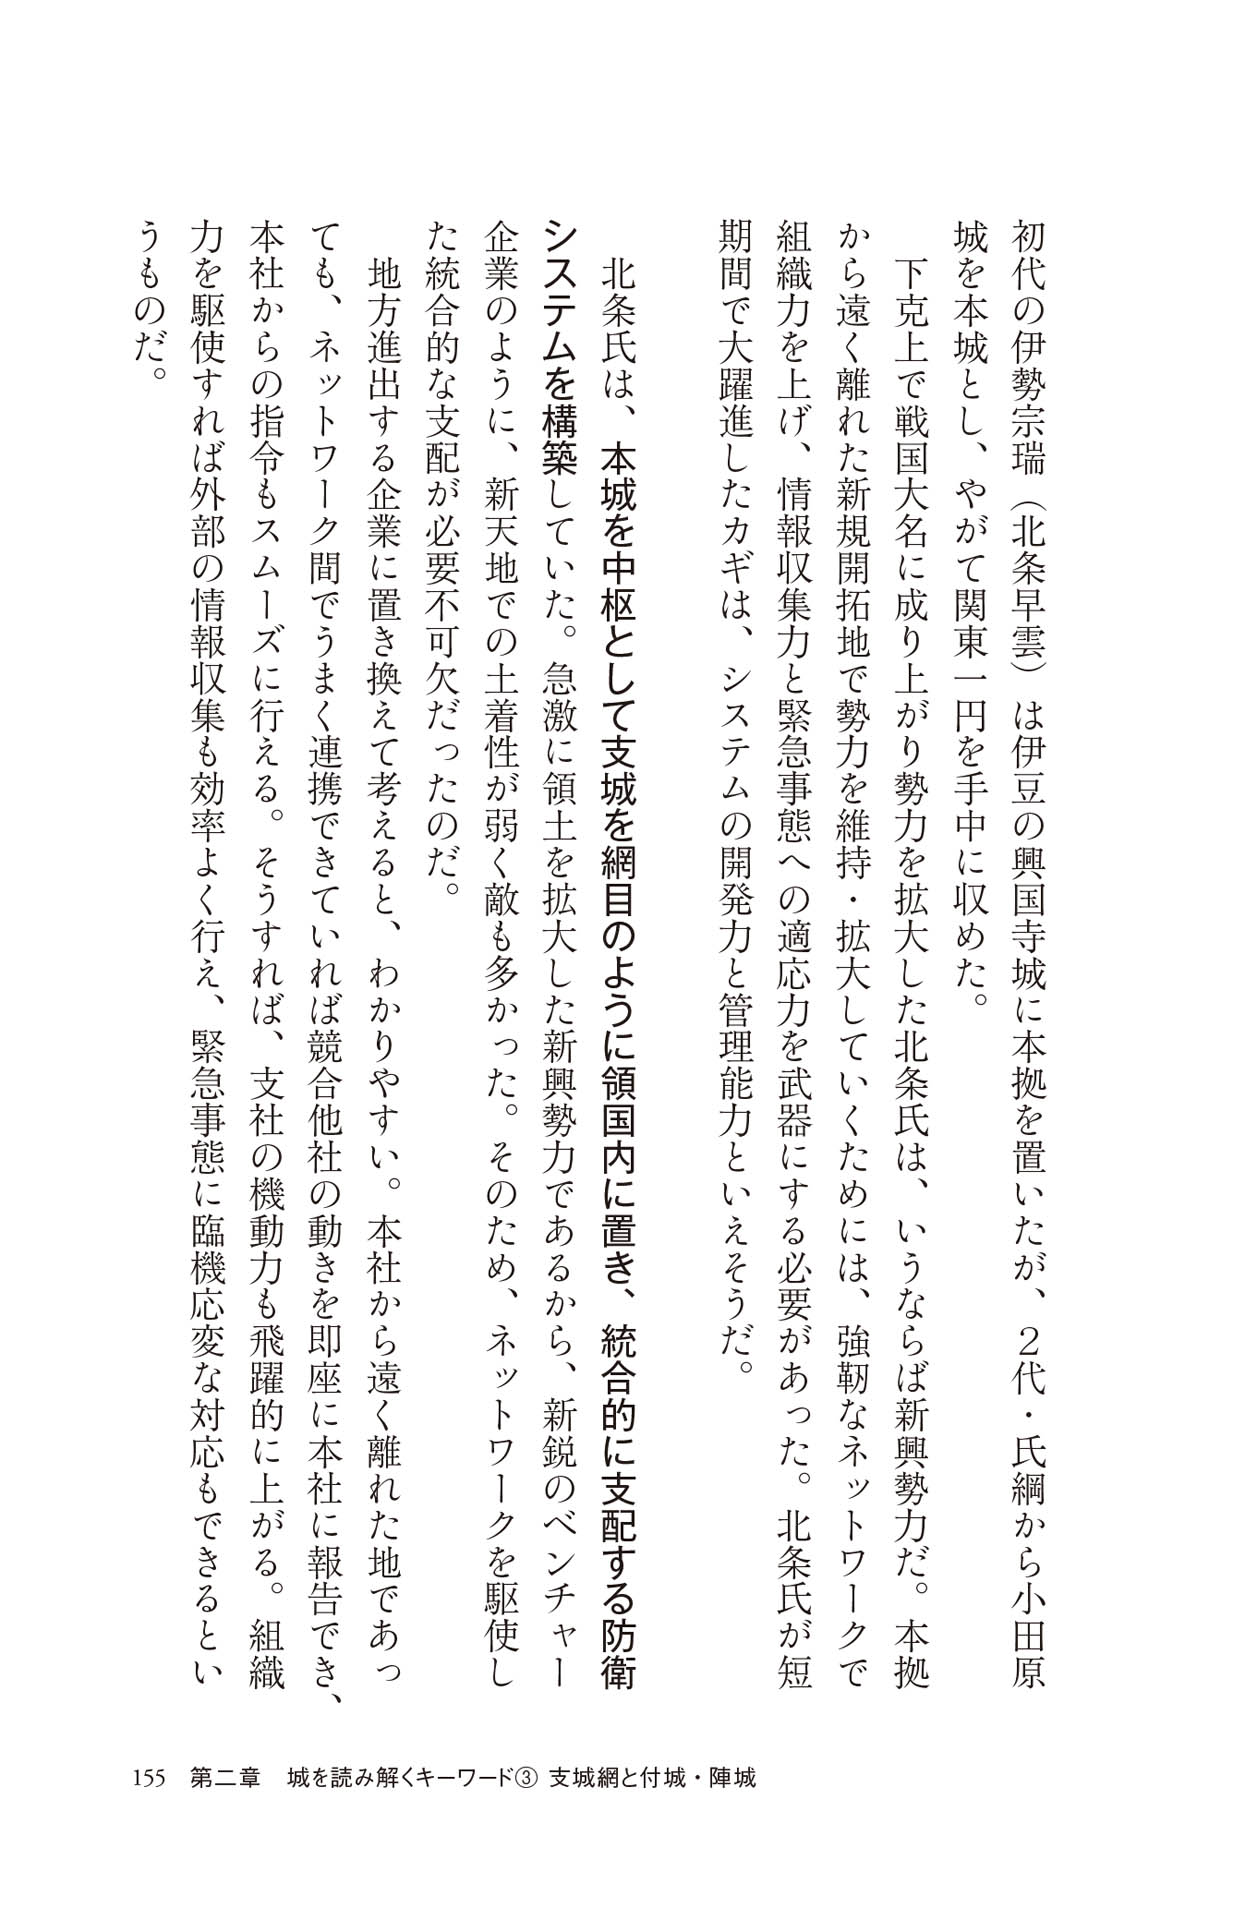 初代の伊勢宗瑞（北条早雲）は伊豆の興国寺城に本拠を置いたが、２代・氏綱から小田原
城を本城とし、やがて関東一円を手中に収めた。
　下克上で戦国大名に成り上がり勢力を拡大した北条氏は、いうならば新興勢力だ。本拠
から遠く離れた新規開拓地で勢力を維持・拡大していくためには、強靭なネットワークで
組織力を上げ、情報収集力と緊急事態への適応力を武器にする必要があった。北条氏が短
期間で大躍進したカギは、システムの開発力と管理能力といえそうだ。
　北条氏は、本城を中枢として支城を網目のように領国内に置き、統合的に支配する防衛
システムを構築していた。急激に領土を拡大した新興勢力であるから、新鋭のベンチャー
企業のように、新天地での土着性が弱く敵も多かった。そのため、ネットワークを駆使し
た統合的な支配が必要不可欠だったのだ。
　地方進出する企業に置き換えて考えると、わかりやすい。本社から遠く離れた地であっ
ても、ネットワーク間でうまく連携できていれば競合他社の動きを即座に本社に報告でき、
本社からの指令もスムーズに行える。そうすれば、支社の機動力も飛躍的に上がる。組織
力を駆使すれば外部の情報収集も効率よく行え、緊急事態に臨機応変な対応もできるとい
うものだ。
155　第二章　城を読み解くキーワード③ 支城網と付城・陣城